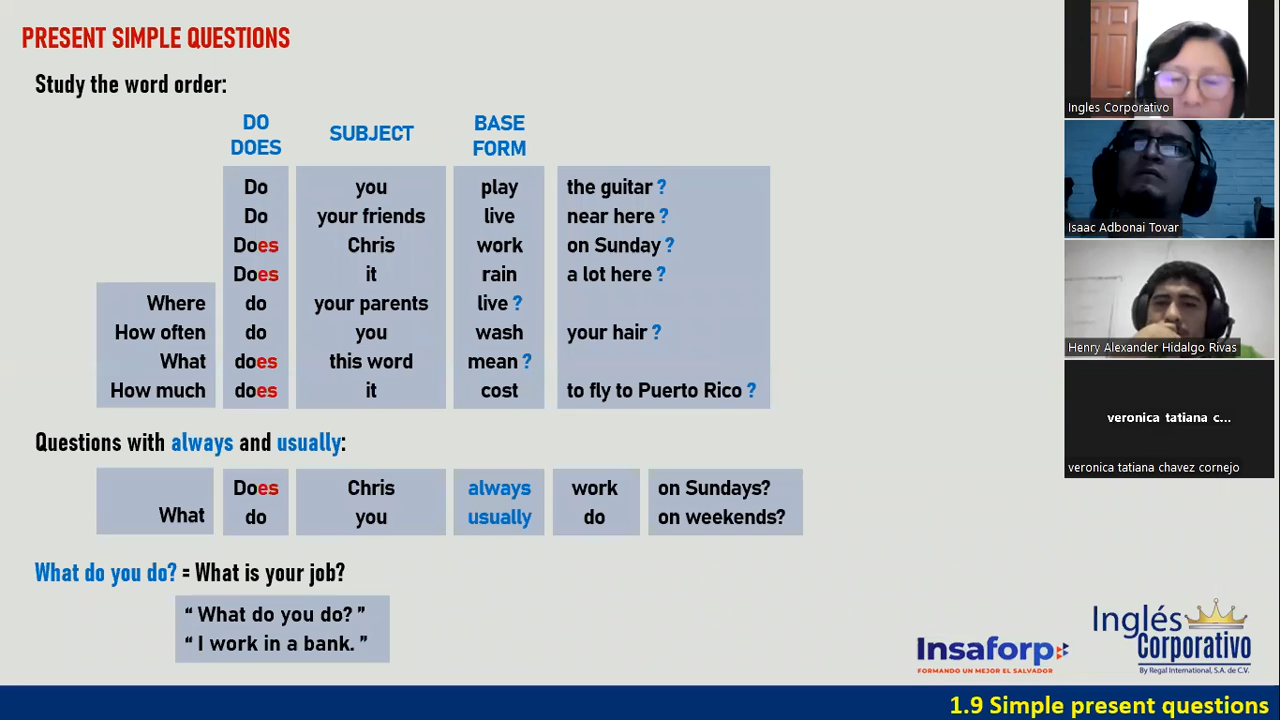 PRESENT SIMPLE QUESTIONS
Study the word order:
DO DOES SUBJECT BASE FORM
Do you play the guitar ?
Do your friends live near here ?
Does Chris work on Sunday ?
Does it rain a lot here ?
Where do your parents live ?
How often do you wash your hair ?
What does this word mean ?
How much does it cost to fly to Puerto Rico ?
Questions with always and usually:
Does Chris always work on Sundays?
What do you usually do on weekends?
What do you do? = What is your job?
“ What do you do? ”
“ I work in a bank. ”
Ingles Corporativo
Isaac Adbonai Tovar
Henry Alexander Hidalgo Rivas
veronica tatiana c...
veronica tatiana chavez cornejo
Insaforp
FORMANDO UN MEJOR EL SALVADOR
Inglés
Corporativo
By Regal International, S.A. de C.V.
1.9 Simple present questions